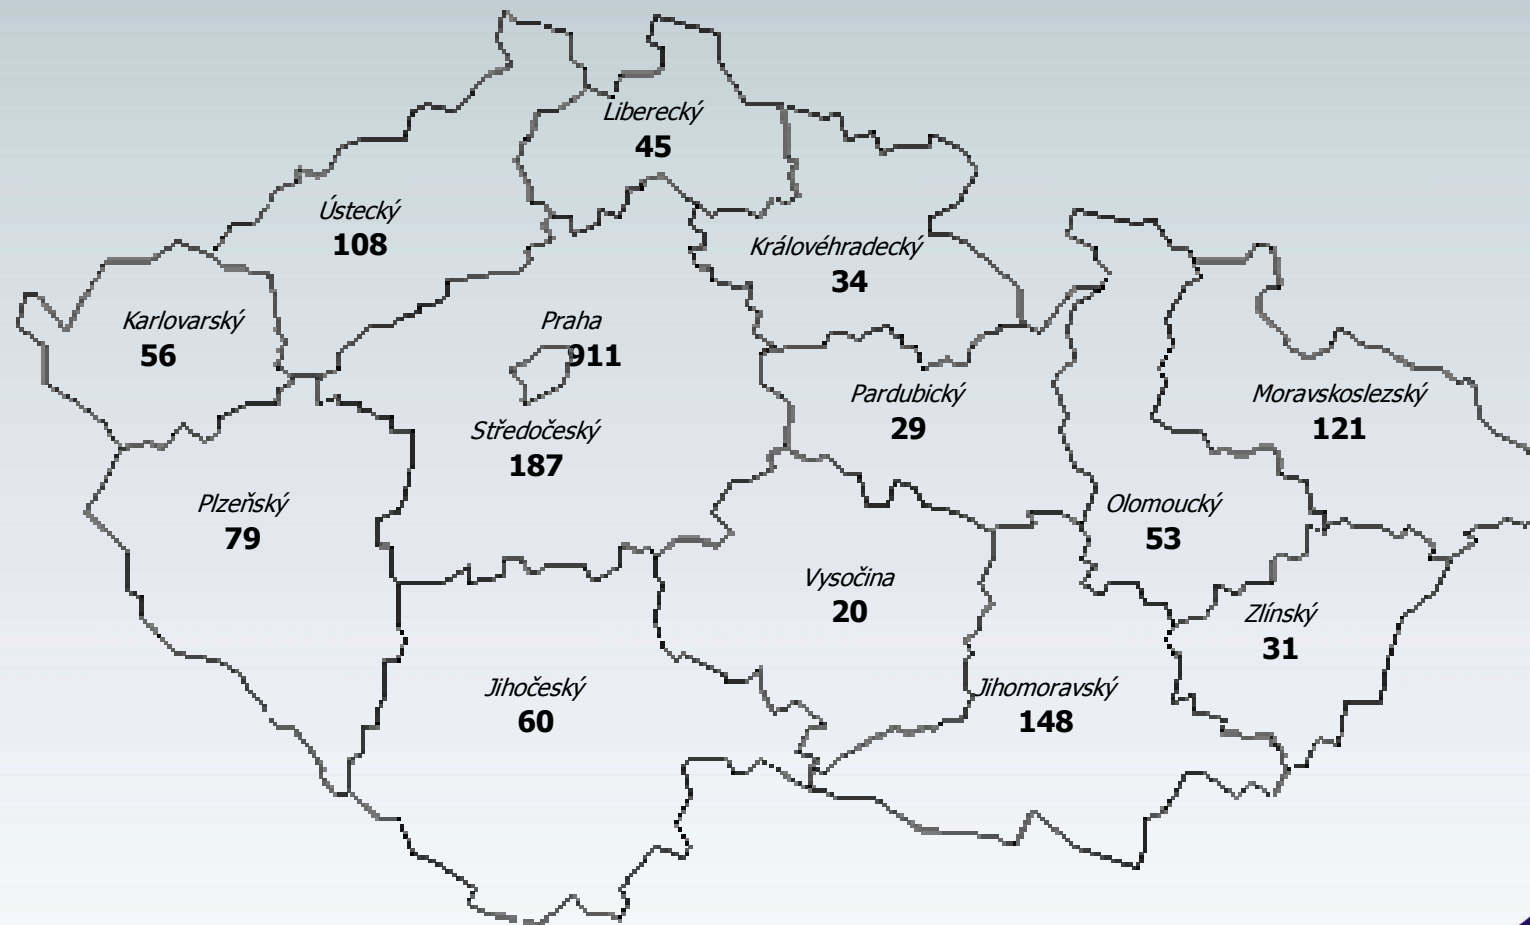 Liberecký
45
Ústecký
108
Královéhradecký
34
Karlovarský
56
Praha
911
Pardubický
29
Moravskoslezský
121
Středočeský
187
Plzeňský
79
Olomoucký
53
Vysočina
20
Zlínský
31
Jihočeský
60
Jihomoravský
148